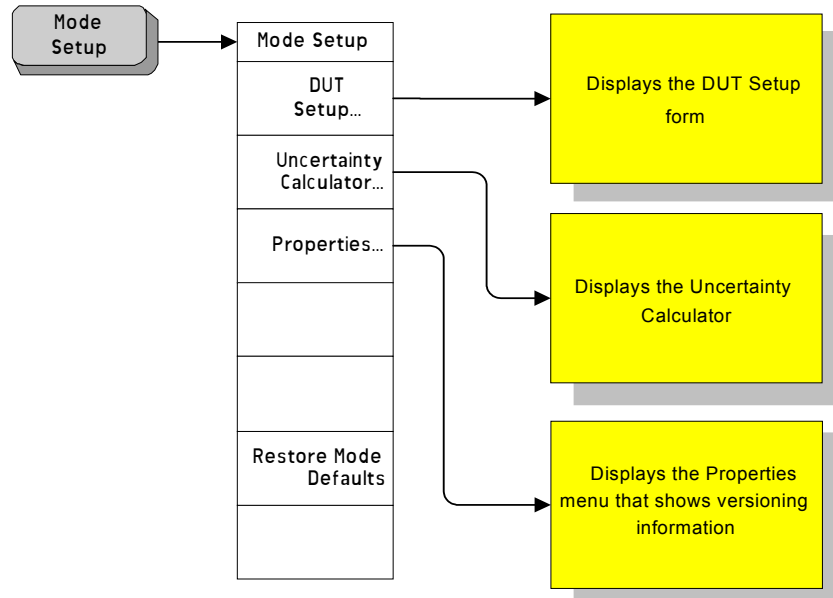 Mode
Setup
Mode Setup
DUT
Setup…
Uncertainty
Calculator…
Properties…
Restore Mode
Defaults
Displays the DUT Setup
form
Displays the Uncertainty
Calculator
Displays the Properties
menu that shows versioning
information